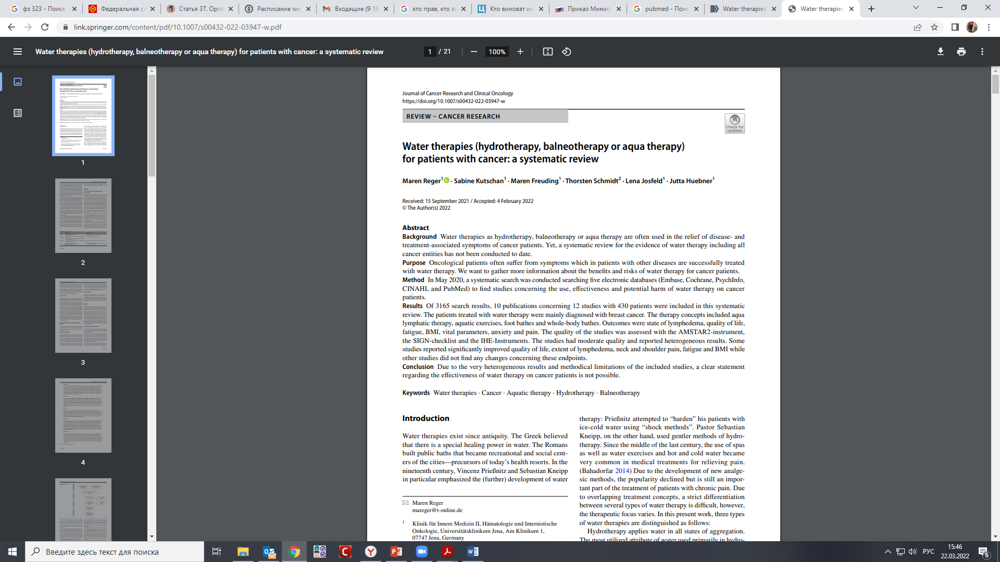 фз 323 - Поиск
Федеральная сл
Статья 37. Орга
Расписание ме
Входящие (9 16
кто прав, кто в
Кто виноват из
Приказ Минист
pubmed - Поис
Water therapies
Water therapies
link.springer.com/content/pdf/10.1007/s00432-022-03947-w.pdf
Water therapies (hydrotherapy, balneotherapy or aqua therapy) for patients with cancer: a systematic review
1 / 21
100%
1
2
3
4
Journal of Cancer Research and Clinical Oncology
https://doi.org/10.1007/s00432-022-03947-w
REVIEW – CANCER RESEARCH
Check for
updates
Water therapies (hydrotherapy, balneotherapy or aqua therapy)
for patients with cancer: a systematic review
Maren Reger1 · Sabine Kutschan1 · Maren Freuding1 · Thorsten Schmidt2 · Lena Josfeld1 · Jutta Huebner1
Received: 15 September 2021 / Accepted: 4 February 2022
© The Author(s) 2022
Abstract
Background Water therapies as hydrotherapy, balneotherapy or aqua therapy are often used in the relief of disease- and
treatment-associated symptoms of cancer patients. Yet, a systematic review for the evidence of water therapy including all
cancer entities has not been conducted to date.
Purpose Oncological patients often suffer from symptoms which in patients with other diseases are successfully treated
with water therapy. We want to gather more information about the benefits and risks of water therapy for cancer patients.
Method In May 2020, a systematic search was conducted searching five electronic databases (Embase, Cochrane, PsychInfo,
CINAHL and PubMed) to find studies concerning the use, effectiveness and potential harm of water therapy on cancer
patients.
Results Of 3165 search results, 10 publications concerning 12 studies with 430 patients were included in this systematic
review. The patients treated with water therapy were mainly diagnosed with breast cancer. The therapy concepts included aqua
lymphatic therapy, aquatic exercises, foot bathes and whole-body bathes. Outcomes were state of lymphedema, quality of life,
fatigue, BMI, vital parameters, anxiety and pain. The quality of the studies was assessed with the AMSTAR2-instrument,
the SIGN-checklist and the IHE-Instruments. The studies had moderate quality and reported heterogeneous results. Some
studies reported significantly improved quality of life, extent of lymphedema, neck and shoulder pain, fatigue and BMI while
other studies did not find any changes concerning these endpoints.
Conclusion Due to the very heterogeneous results and methodical limitations of the included studies, a clear statement
regarding the effectiveness of water therapy on cancer patients is not possible.
Keywords Water therapies · Cancer · Aquatic therapy · Hydrotherapy · Balneotherapy
Introduction
Water therapies exist since antiquity. The Greek believed
that there is a special healing power in water. The Romans
built public baths that became recreational and social cent-
ers of the cities—precursors of today's health resorts. In the
nineteenth century, Vincenz Prießnitz and Sebastian Kneipp
in particular emphasized the (further) development of water
Maren Reger
mareger@t-online.de
1 Klinik für Innere Medizin II, Hämatologie und Internistische
Onkologie, Universitätsklinikum Jena, Am Klinikum 1,
07747 Jena, Germany
therapy: Prießnitz attempted to “harden” his patients with
ice-cold water using “shock methods”. Pastor Sebastian
Kneipp, on the other hand, used gentler methods of hydro-
therapy. Since the middle of the last century, the use of spas
as well as water exercises and hot and cold water became
very common in medical treatments for relieving pain.
(Bahadorfar 2014) Due to the development of new analge-
sic methods, the popularity declined but is still an impor-
tant part of the treatment of patients with chronic pain. Due
to overlapping treatment concepts, a strict differentiation
between several types of water therapy is difficult, however,
the therapeutic focus varies. In this present work, three types
of water therapies are distinguished as follows:
Hydrotherapy applies water in all states of aggregation.
The most utilized attribute of water used primarily in hydro-
Введите здесь текст для поиска
РУС
15:46
22.03.2022
6